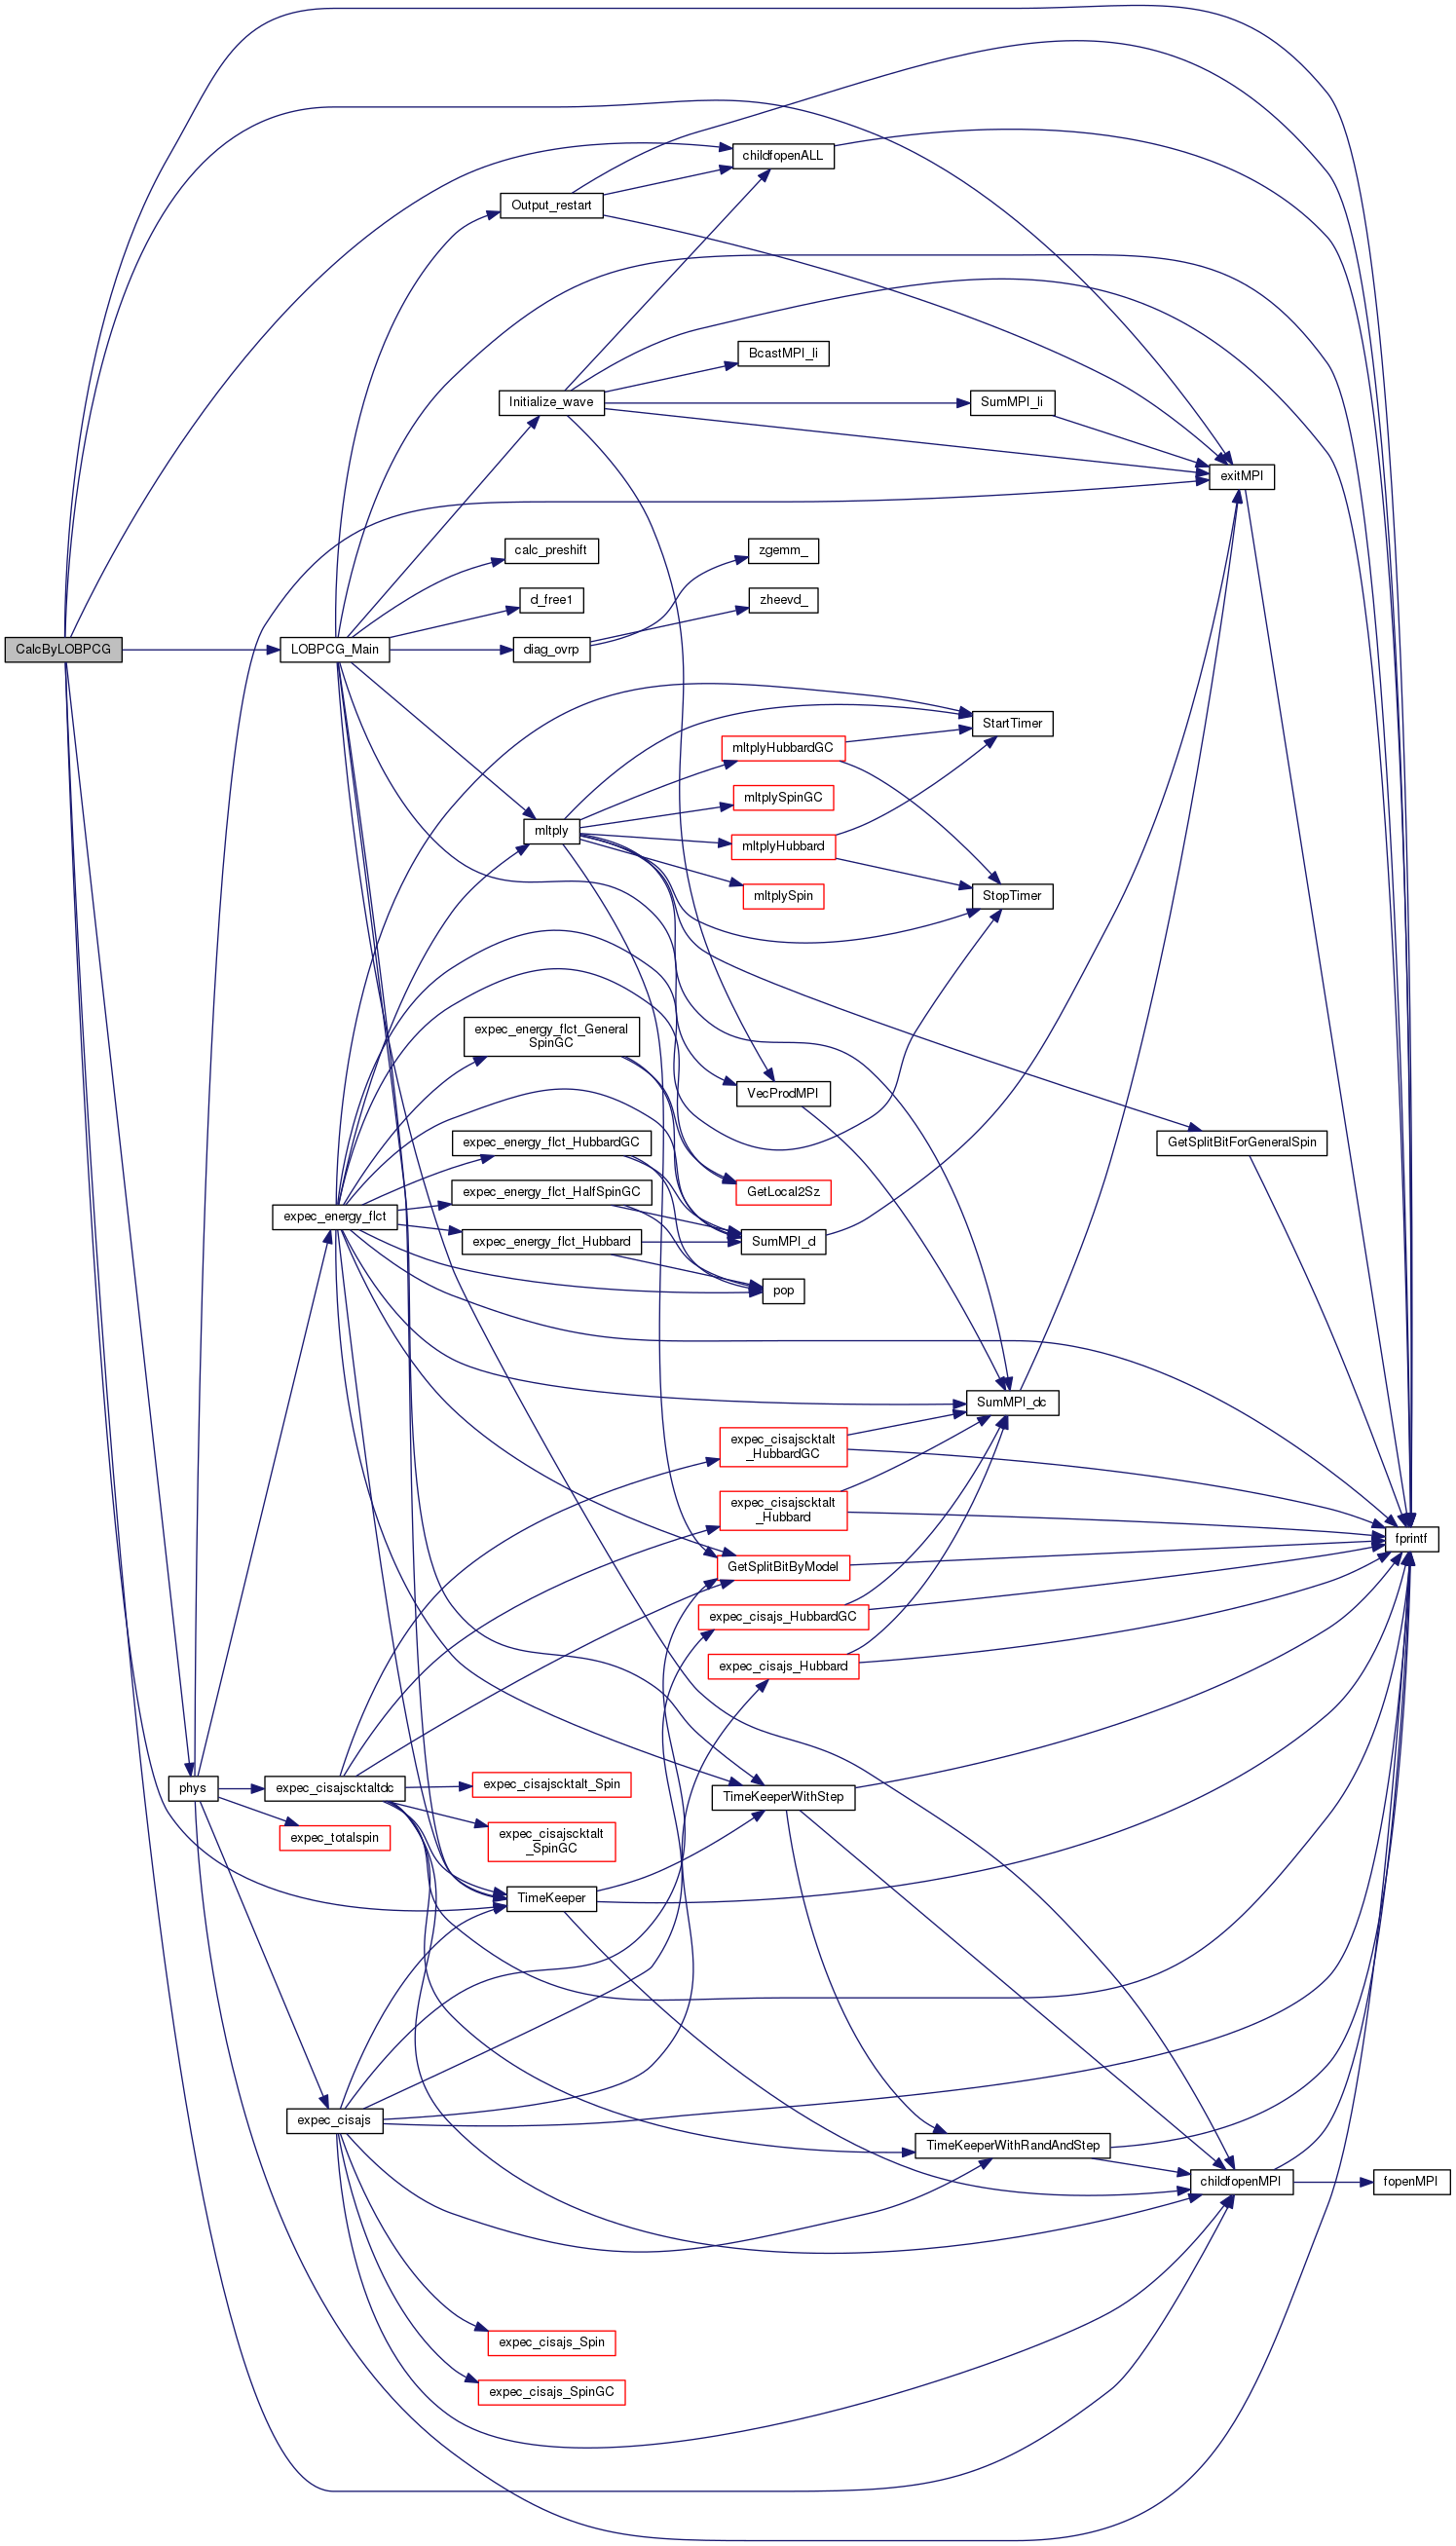 childfopenALL
Output_restart
BcastMPI_li
Initialize_wave
SumMPI_li
exitMPI
calc_preshift
zgemm_
d_free1
zheevd_
CalcByLOBPCG
LOBPCG_Main
diag_ovrp
StartTimer
mltplyHubbardGC
mltplySpinGC
mltply
mltplyHubbard
mltplySpin
StopTimer
expec_energy_flct_General
SpinGC
VecProdMPI
expec_energy_flct_HubbardGC
GetSplitBitForGeneralSpin
expec_energy_flct_HalfSpinGC
GetLocal2Sz
expec_energy_flct
expec_energy_flct_Hubbard
SumMPI_d
pop
SumMPI_dc
expec_cisajscktalt
_HubbardGC
expec_cisajscktalt
_Hubbard
fprintf
GetSplitBitByModel
expec_cisajs_HubbardGC
expec_cisajs_Hubbard
phys
expec_cisajscktaltdc
expec_cisajscktalt_Spin
TimeKeeperWithStep
expec_totalspin
expec_cisajscktalt
_SpinGC
TimeKeeper
expec_cisajs
TimeKeeperWithRandAndStep
childfopenMPI
fopenMPI
expec_cisajs_Spin
expec_cisajs_SpinGC